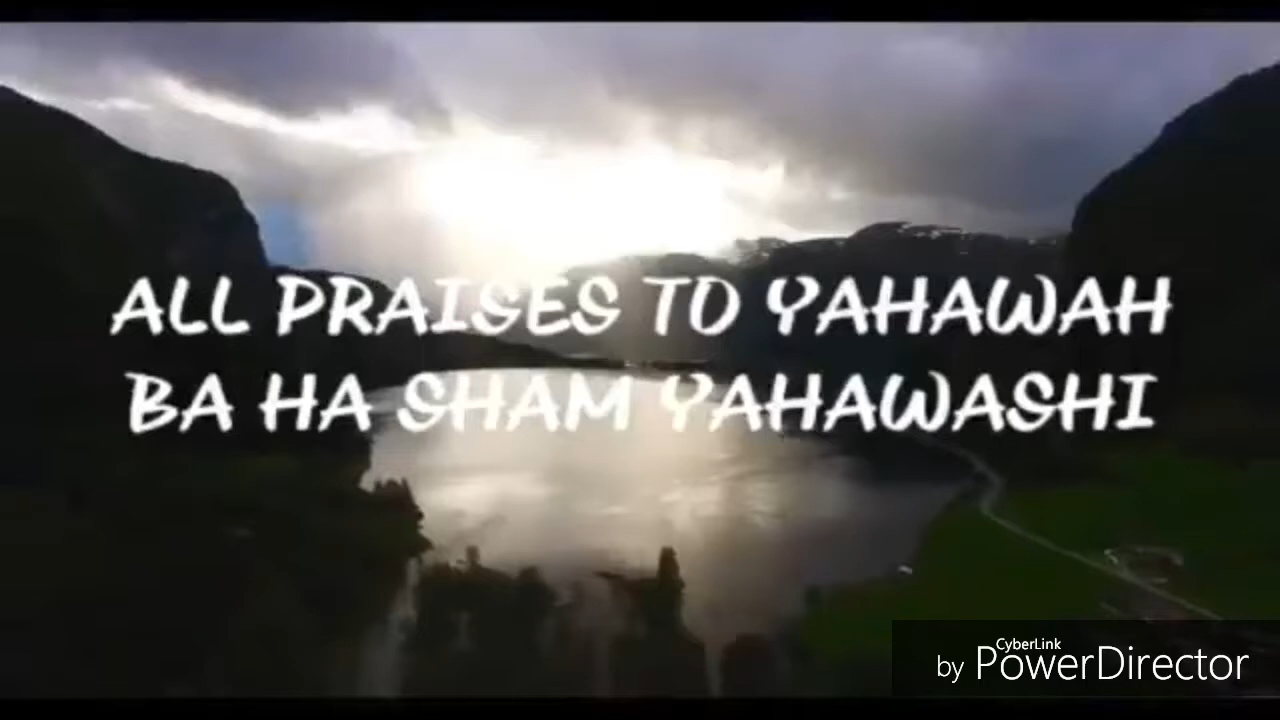 ALL PRAISES TO YAHAWAH
BA HA SHAM YAHAWASHI
CyberLink
by PowerDirector